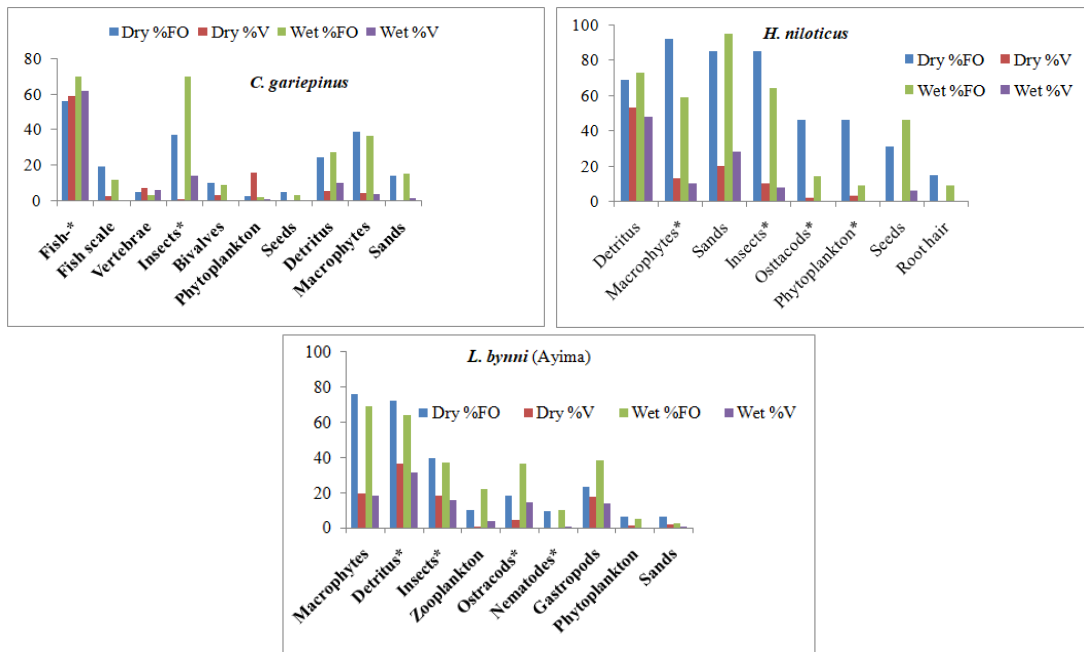 Dry %FO Dry %V Wet %FO Wet %V
C. gariepinus
80
60
40
20
0
Fish-*
Fish scale
Vertebrae
Insects*
Bivalves
Phytoplankton
Seeds
Detritus
Macrophytes
Sands
H. niloticus
Dry %FO Dry %V
Wet %FO Wet %V
100
80
60
40
20
0
Detritus
Macrophytes*
Sands
Insects*
Osttacods*
Phytoplankton*
Seeds
Root hair
L. bynni (Ayima)
Dry %FO Dry %V Wet %FO Wet %V
100
80
60
40
20
0
Macrophytes
Detritus*
Insects*
Zooplankton
Ostracods*
Nematodes*
Gastropods
Phytoplankton
Sands